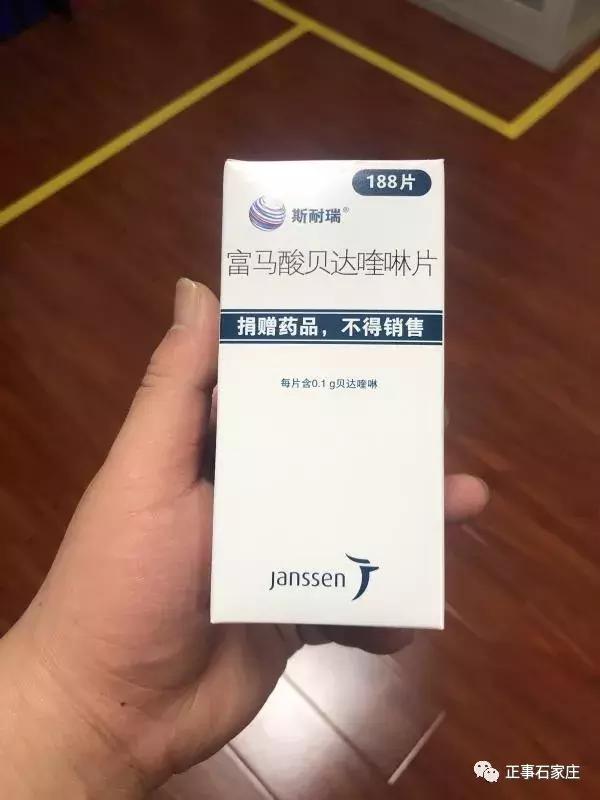 188片
斯耐瑞®
富马酸贝达喹啉片
捐赠药品，不得销售
每片含0.1 g贝达喹啉
janssen
正事石家庄